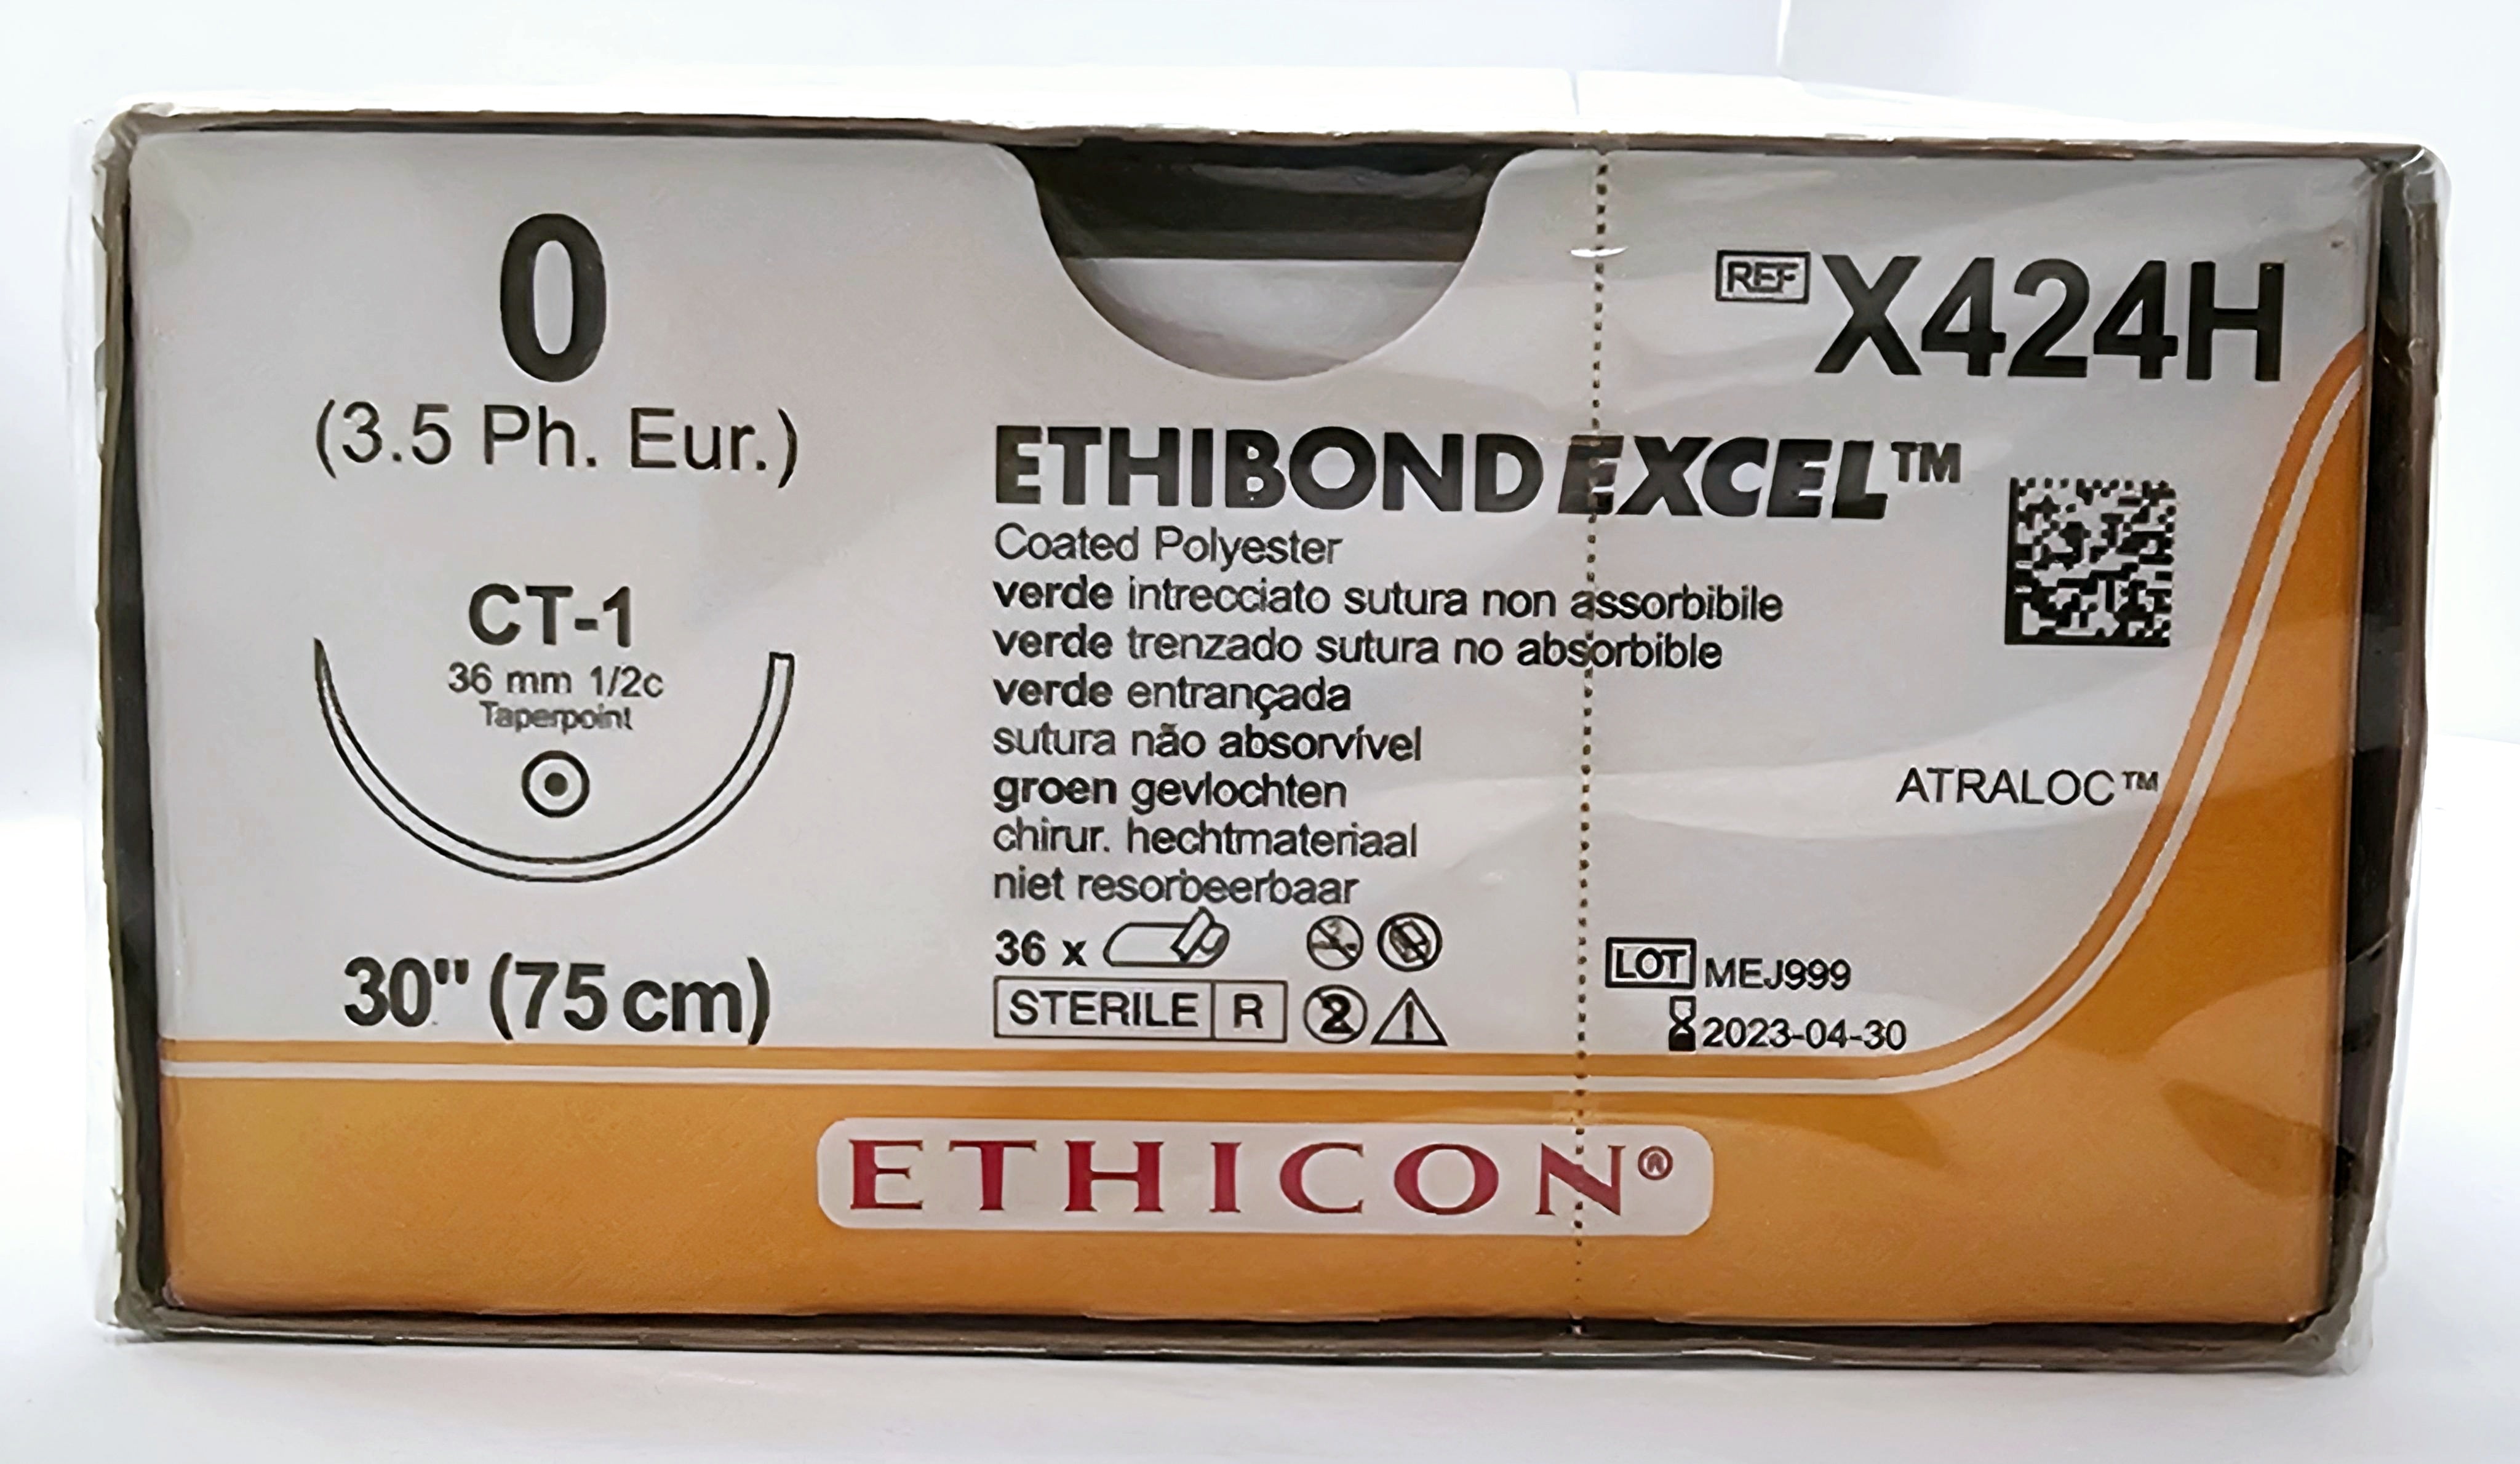 0
(3.5 Ph. Eur.)
CT-1
36 mm 1/2c
Taperpoint
30" (75 cm)
REF X424H
ETHIBOND EXCEL™
Coated Polyester
verde intrecciato sutura non assorbibile
verde trenzado sutura no absorbible
verde entrançada
sutura não absorvível
groen gevlochten
chirur. hechtmateriaal
niet resorbeerbaar
36 x
STERILE R
2
ATRALOC™
LOT MEJ999
2023-04-30
ETHICON®